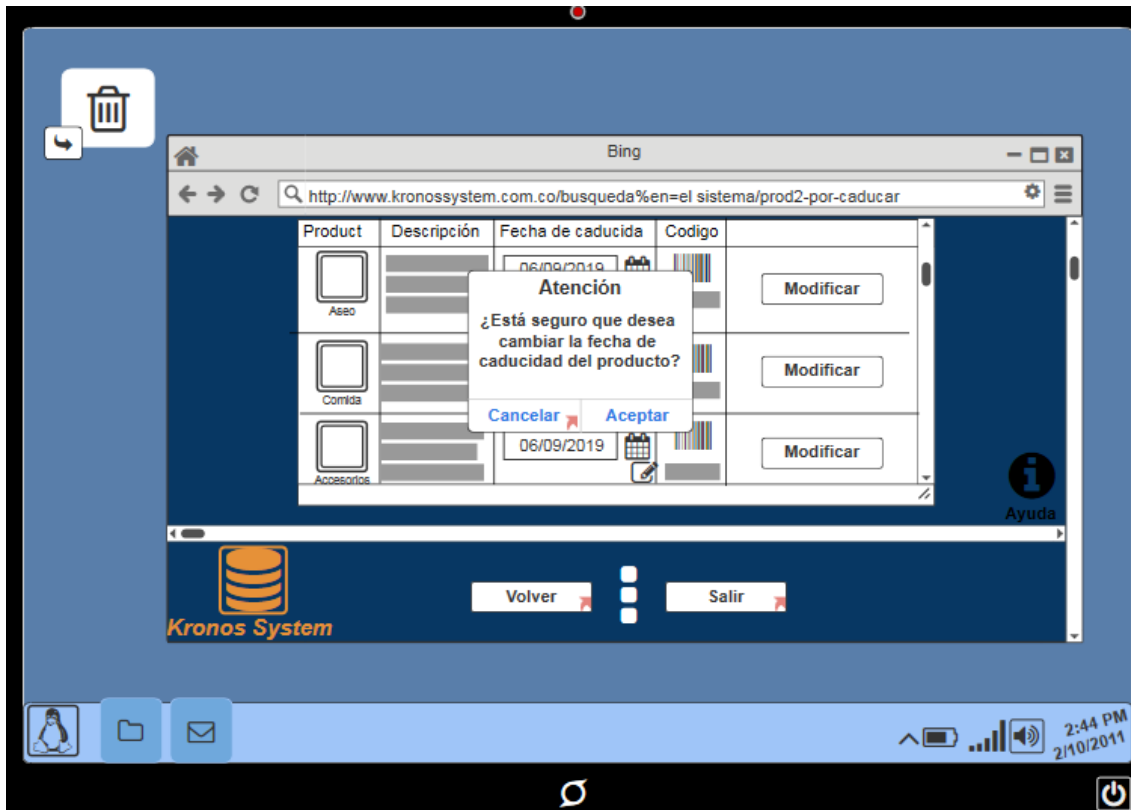 Bing
http://www.kronossystem.com.co/busqueda%en=el sistema/prod2-por-caducar
Product Descripción Fecha de caducida Codigo
06/09/2019
Aseo
Modificar
Atención
¿Está seguro que desea
cambiar la fecha de
caducidad del producto?
Cancelar Aceptar
Comida
Modificar
06/09/2019
Accesorios
Modificar
Ayuda
Volver
Salir
Kronos System
2:44 PM
2/10/2011